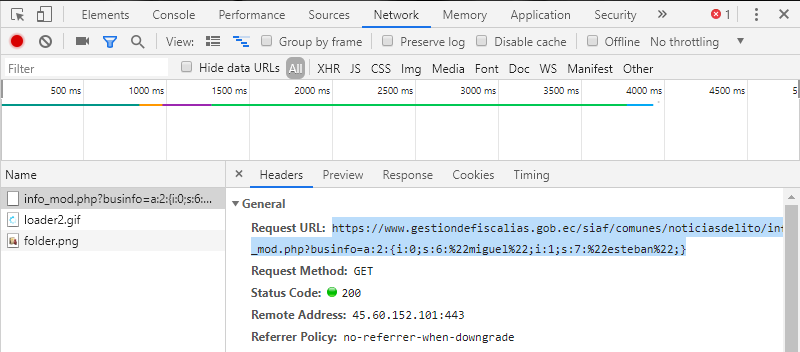 Elements Console Performance Sources Network Memory Application Security » 1
View: Group by frame Preserve log Disable cache Offline No throttling
Filter Hide data URLs All XHR JS CSS Img Media Font Doc WS Manifest Other
500 ms 1000 ms 1500 ms 2000 ms 2500 ms 3000 ms 3500 ms 4000 ms 4500 ms 5
Name
Headers Preview Response Cookies Timing
info_mod.php?businfo=a:2:{i:0;s:6:...
loader2.gif
folder.png
General
Request URL: https://www.gestiondefiscalias.gob.ec/siaf/comunes/noticiasdelito/inf
_mod.php?businfo=a:2:{i:0;s:6:%22miguel%22;i:1;s:7:%22esteban%22;}
Request Method: GET
Status Code: 200
Remote Address: 45.60.152.101:443
Referrer Policy: no-referrer-when-downgrade